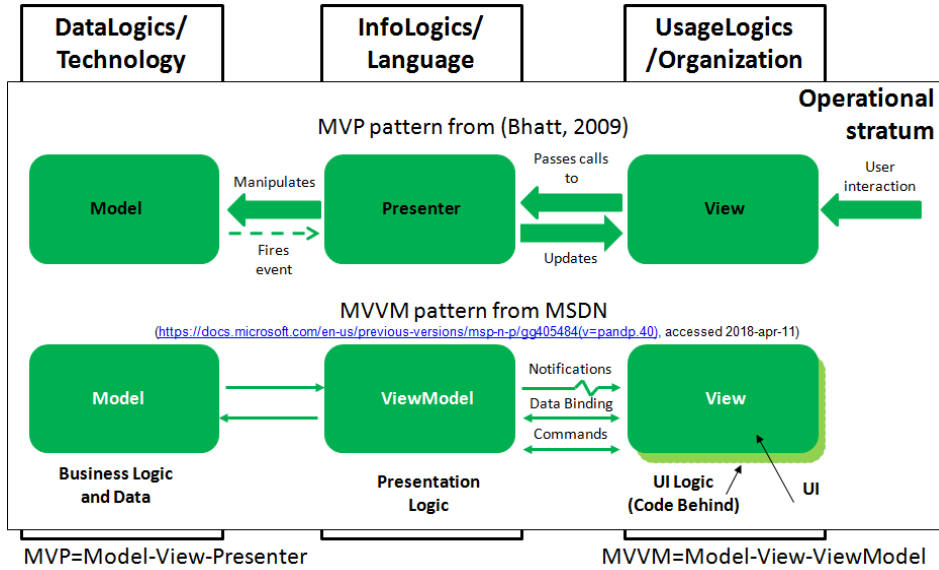 DataLogics/
Technology
InfoLogics/
Language
UsageLogics
/Organization
Operational
stratum
MVP pattern from (Bhatt, 2009)
Model
Manipulates
Fires
event
Presenter
Passes calls
to
Updates
View
User
interaction
MVVM pattern from MSDN
(https://docs.microsoft.com/en-us/previous-versions/msp-n-p/gg405484(v=pandp.40), accessed 2018-apr-11)
Model
ViewModel
Notifications
Data Binding
Commands
View
Business Logic
and Data
Presentation
Logic
UI Logic
(Code Behind)
UI
MVP=Model-View-Presenter
MVVM=Model-View-ViewModel